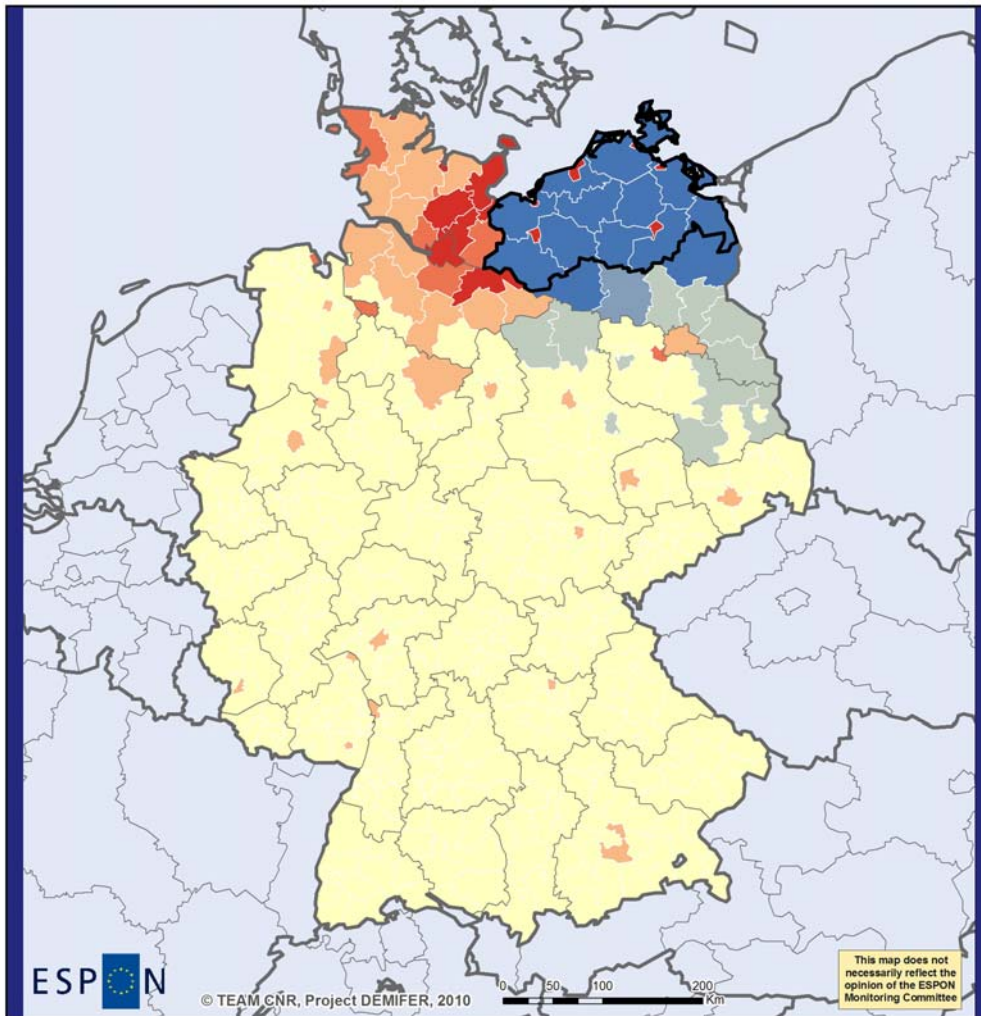 ESPON
© TEAM CNR, Project DEMIFER, 2010
0 50 100 200
Km
This map does not
necessarily reflect the
opinion of the ESPON
Monitoring Committee